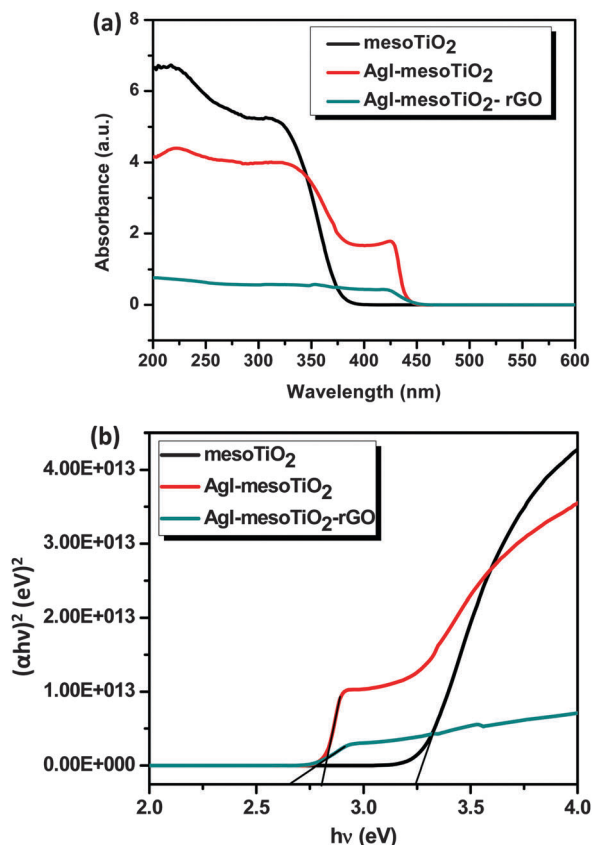 (a)
mesoTiO₂
AgI-mesoTiO₂
AgI-mesoTiO₂- rGO
Absorbance (a.u.)
8
6
4
2
0
200 250 300 350 400 450 500 550 600
Wavelength (nm)
(b)
mesoTiO₂
AgI-mesoTiO₂
AgI-mesoTiO₂-rGO
(αhν)² (eV)²
4.00E+013
3.00E+013
2.00E+013
1.00E+013
0.00E+000
2.0 2.5 3.0 3.5 4.0
hν (eV)